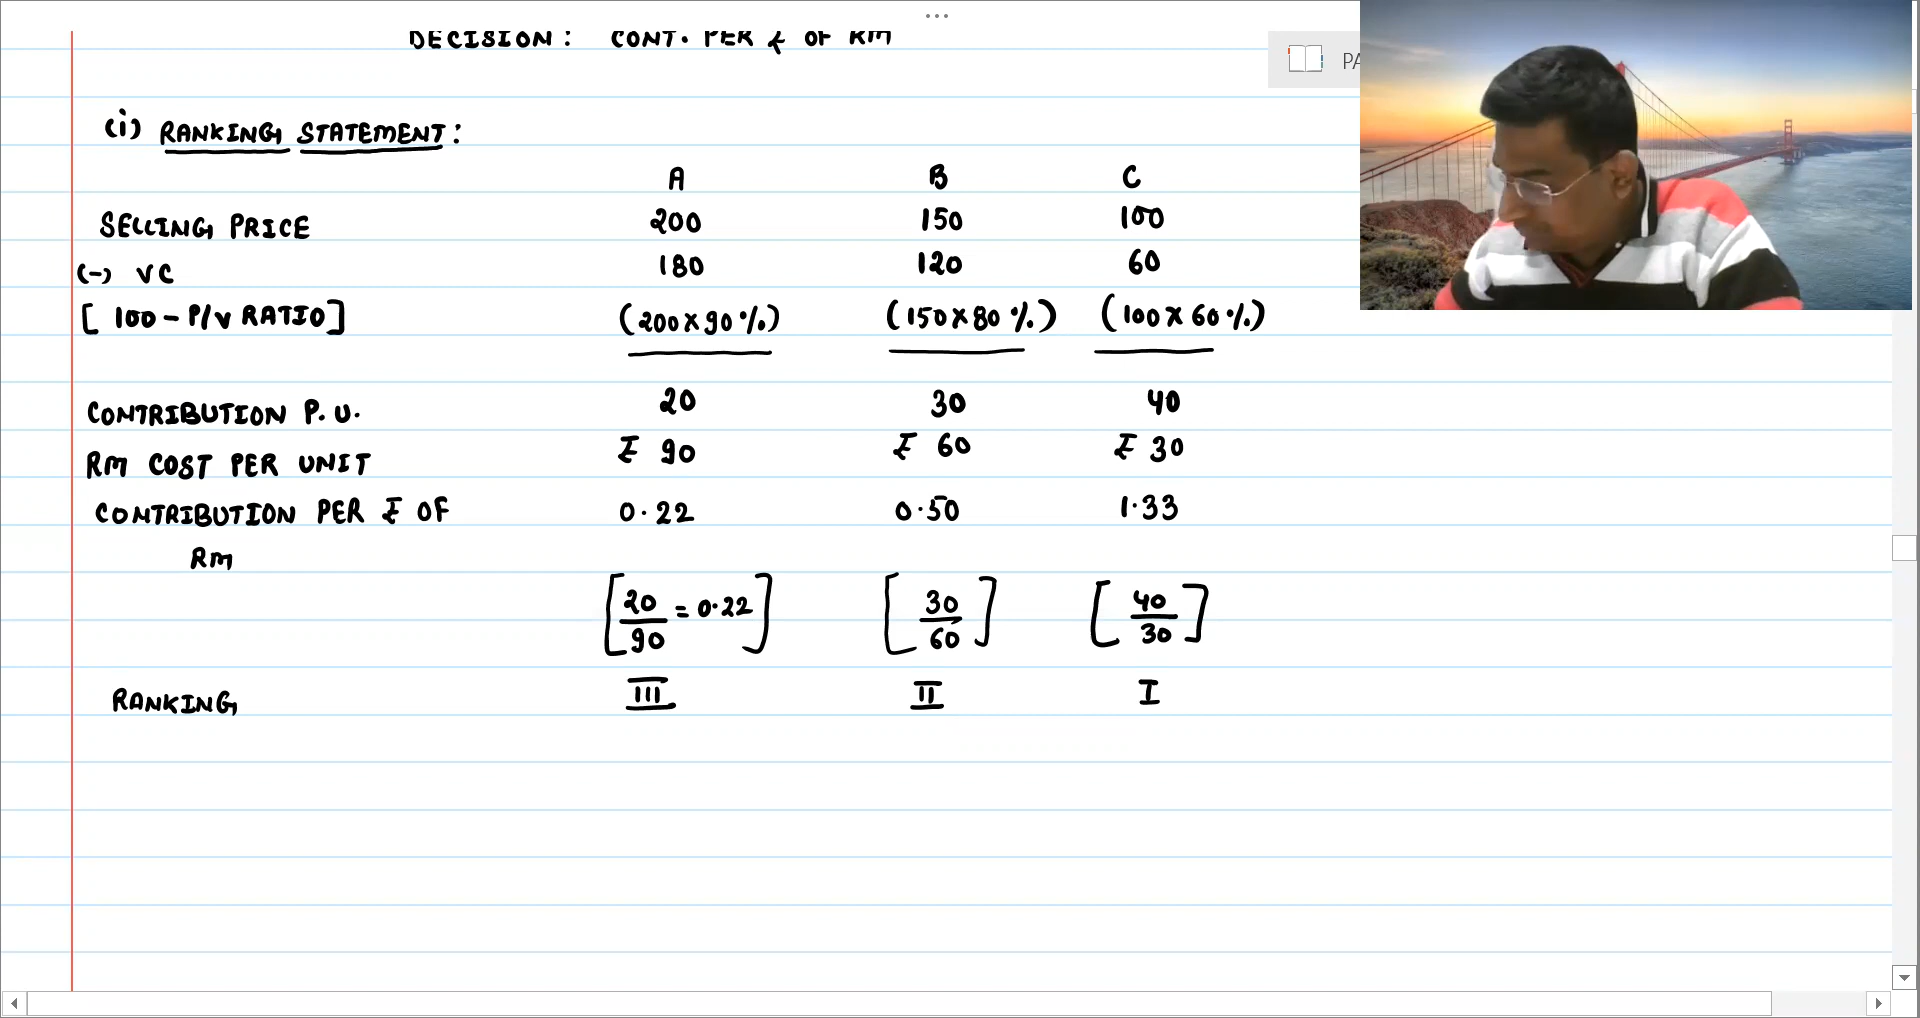 DECISION: CONT. PER ₹ OF RM
PA
(i) RANKING STATEMENT:
A B C
SELLING PRICE 200 150 100
(-) VC 180 120 60
[100 - P/V RATIO] (200 X 90%) (150 X 80%) (100 X 60%)
CONTRIBUTION P.U. 20 30 40
RM COST PER UNIT ₹ 90 ₹ 60 ₹ 30
CONTRIBUTION PER ₹ OF 0.22 0.50 1.33
RM
[20/90 = 0.22] [30/60] [40/30]
RANKING III II I